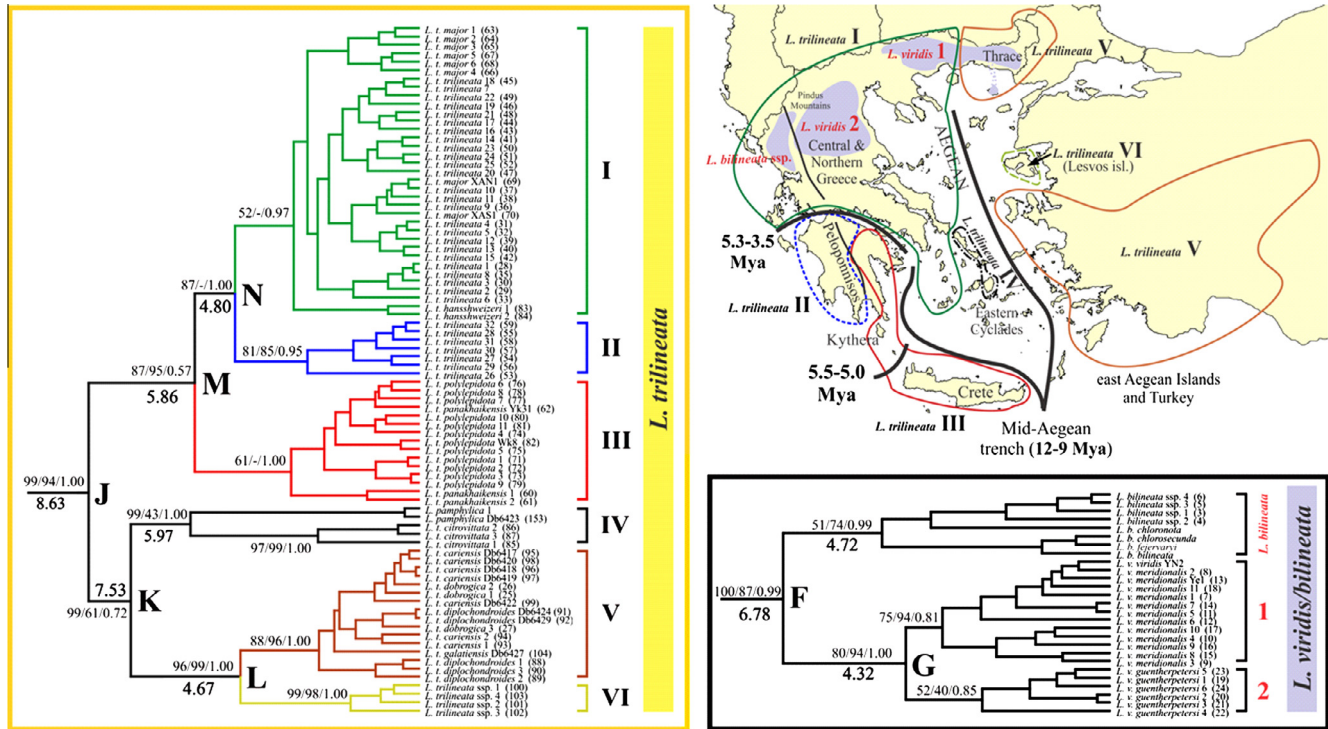 L. t. major 1 (63)
L. t. major 2 (64)
L. t. major 3 (65)
L. t. major 5 (67)
L. t. major 6 (68)
L. t. major 4 (66)
L. t. trilineata 18 (45)
L. t. trilineata 7
L. t. trilineata 22 (49)
L. t. trilineata 19 (46)
L. t. trilineata 21 (48)
L. t. trilineata 17 (44)
L. t. trilineata 16 (43)
L. t. trilineata 14 (41)
L. t. trilineata 23 (50)
L. t. trilineata 24 (51)
L. t. trilineata 25 (52)
L. t. trilineata 20 (47)
L. t. major XAN1 (69)
L. t. trilineata 10 (37)
L. t. trilineata 11 (38)
L. t. trilineata 9 (36)
L. t. major XAS1 (70)
L. t. trilineata 4 (31)
L. t. trilineata 5 (32)
L. t. trilineata 12 (39)
L. t. trilineata 13 (40)
L. t. trilineata 15 (42)
L. t. trilineata 1 (28)
L. t. trilineata 8 (35)
L. t. trilineata 3 (30)
L. t. trilineata 2 (29)
L. t. trilineata 6 (33)
L. t. hansshweizeri 1 (83)
L. t. hansshweizeri 2 (84)
L. t. trilineata 32 (59)
L. t. trilineata 28 (55)
L. t. trilineata 31 (58)
L. t. trilineata 30 (57)
L. t. trilineata 27 (54)
L. t. trilineata 29 (56)
L. t. trilineata 26 (53)
L. t. polylepidota 6 (76)
L. t. polylepidota 8 (78)
L. t. polylepidota 7 (77)
L. t. panakhaikensis Yk31 (62)
L. t. polylepidota 10 (80)
L. t. polylepidota 11 (81)
L. t. polylepidota 4 (74)
L. t. polylepidota Wk8 (82)
L. t. polylepidota 5 (75)
L. t. polylepidota 1 (71)
L. t. polylepidota 2 (72)
L. t. polylepidota 3 (73)
L. t. polylepidota 9 (79)
L. t. panakhaikensis 1 (60)
L. t. panakhaikensis 2 (61)
L. pamphylica 1
L. pamphylica Db6423 (153)
L. t. citrovittata 2 (86)
L. t. citrovittata 3 (87)
L. t. citrovittata 1 (85)
L. t. cariensis Db6417 (95)
L. t. cariensis Db6420 (98)
L. t. cariensis Db6418 (96)
L. t. cariensis Db6419 (97)
L. t. dobrogica 2 (26)
L. t. dobrogica 1 (25)
L. t. cariensis Db6422 (99)
L. t. diplochondroides Db6424 (91)
L. t. diplochondroides Db6429 (92)
L. t. dobrogica 3 (27)
L. t. cariensis 2 (94)
L. t. cariensis 1 (93)
L. t. galatiensis Db6427 (104)
L. t. diplochondroides 1 (88)
L. t. diplochondroides 3 (90)
L. t. diplochondroides 2 (89)
L. trilineata ssp. 1 (100)
L. trilineata ssp. 4 (103)
L. trilineata ssp. 2 (101)
L. trilineata ssp. 3 (102)
52/-/0.97
87/-/1.00
4.80
N
81/85/0.95
87/95/0.57
5.86
M
61/-/1.00
99/94/1.00
8.63
J
99/43/1.00
5.97
97/99/1.00
7.53
99/61/0.72
K
88/96/1.00
96/99/1.00
4.67
L
99/98/1.00
I
II
III
IV
V
VI
L. trilineata
L. trilineata I
L. viridis 1
Thrace
L. trilineata V
Pindus
Mountains
L. viridis 2
L. bilineata ssp.
Central &
Northern
Greece
AEGEAN
L. trilineata VI
(Lesvos isl.)
5.3-3.5
Mya
Peloponnisos
L. trilineata IV
L. trilineata V
L. trilineata
II
Eastern
Cyclades
Kythera
5.5-5.0
Mya
Crete
east Aegean Islands
and Turkey
L. trilineata III
Mid-Aegean
trench (12-9 Mya)
L. bilineata ssp. 4 (6)
L. bilineata ssp. 3 (5)
L. bilineata ssp. 1 (3)
L. bilineata ssp. 2 (4)
L. b. chloronota
L. b. chlorosecunda
L. b. fejervaryi
L. b. bilineata
L. v. viridis YN2
L. v. meridionalis 2 (8)
L. v. meridionalis Ye1 (13)
L. v. meridionalis 11 (18)
L. v. meridionalis 1 (7)
L. v. meridionalis 7 (14)
L. v. meridionalis 5 (11)
L. v. meridionalis 6 (12)
L. v. meridionalis 10 (17)
L. v. meridionalis 4 (10)
L. v. meridionalis 9 (16)
L. v. meridionalis 8 (15)
L. v. meridionalis 3 (9)
L. v. guentherpetersi 5 (23)
L. v. guentherpetersi 1 (19)
L. v. guentherpetersi 6 (24)
L. v. guentherpetersi 2 (20)
L. v. guentherpetersi 3 (21)
L. v. guentherpetersi 4 (22)
51/74/0.99
4.72
100/87/0.99
6.78
F
75/94/0.81
80/94/1.00
4.32
G
52/40/0.85
L. bilineata
1
2
L. viridis/bilineata